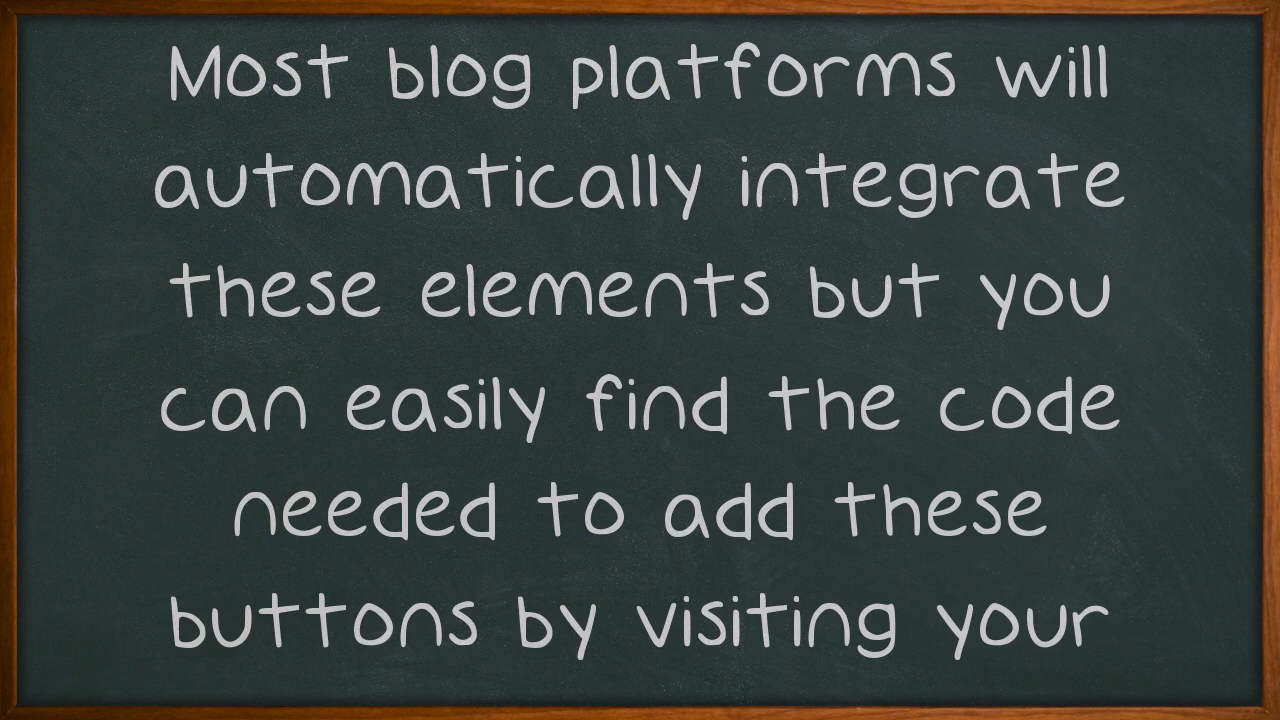 Most blog platforms will
automatically integrate
these elements but you
can easily find the code
needed to add these
buttons by visiting your